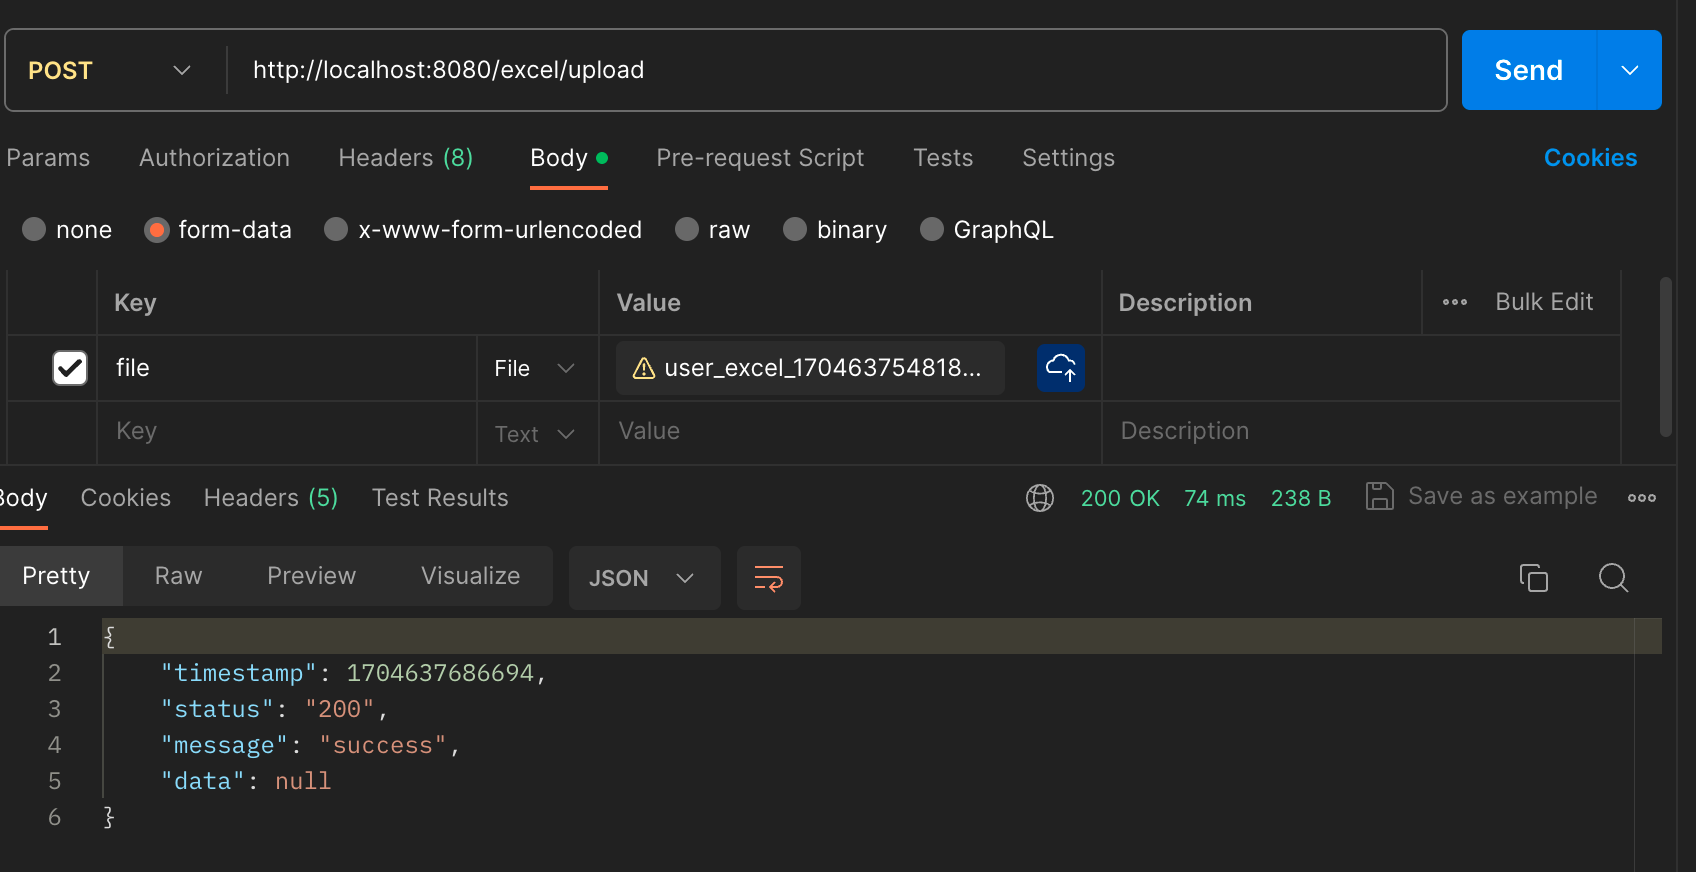 POST http://localhost:8080/excel/upload Send
Params Authorization Headers (8) Body Pre-request Script Tests Settings Cookies
none form-data x-www-form-urlencoded raw binary GraphQL
Key Value Description Bulk Edit
file File user_excel_170463754818...
Key Text Value Description
Body Cookies Headers (5) Test Results 200 OK 74 ms 238 B Save as example
Pretty Raw Preview Visualize JSON
1 {
2 "timestamp": 1704637686694,
3 "status": "200",
4 "message": "success",
5 "data": null
6 }